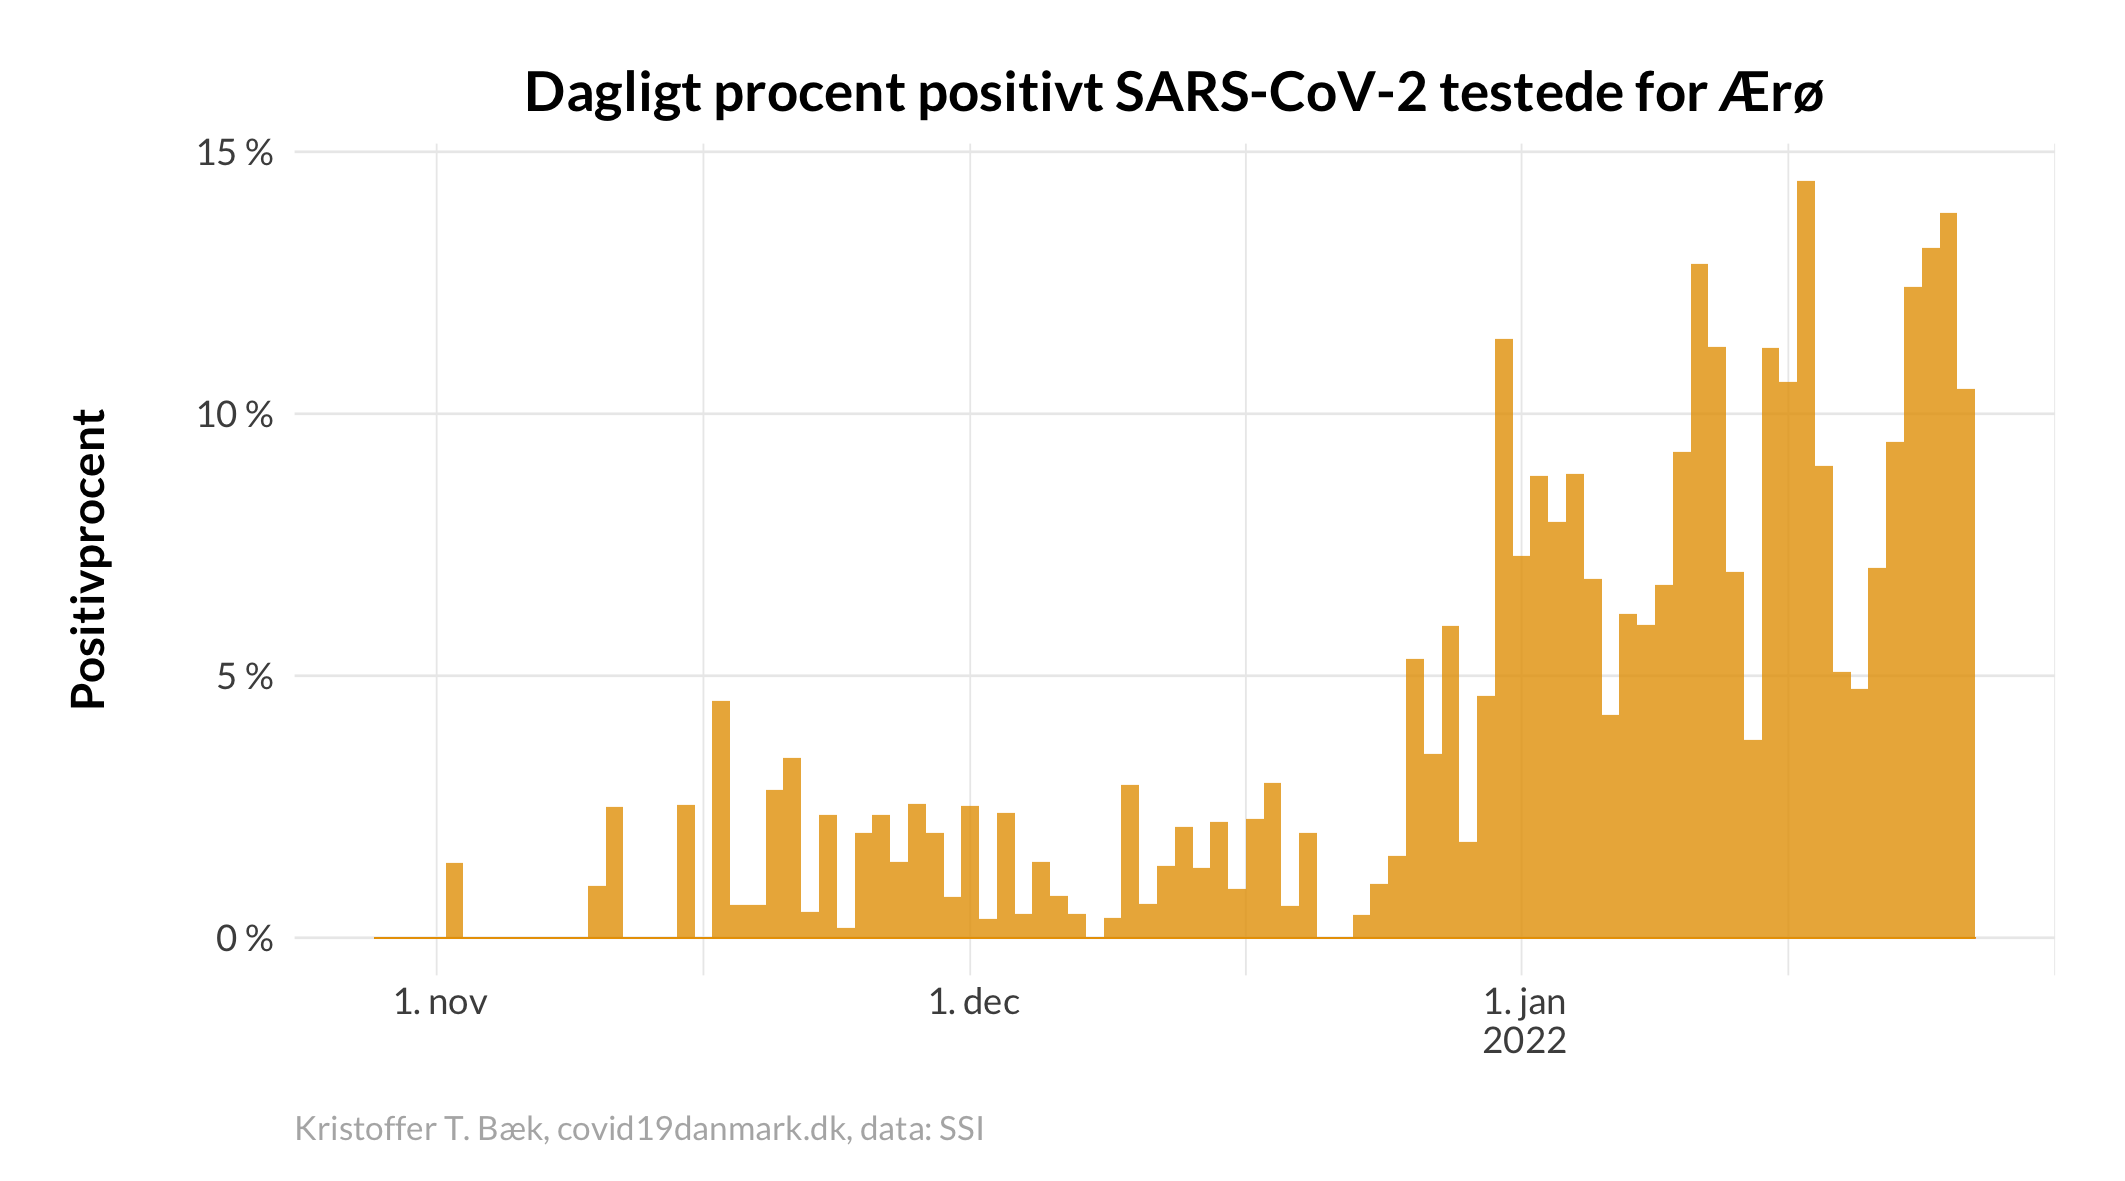 Dagligt procent positivt SARS-CoV-2 testede for Ærø
15 %
10 %
5 %
0 %
Positivprocent
1. nov
1. dec
1. jan
2022
Kristoffer T. Bæk, covid19danmark.dk, data: SSI